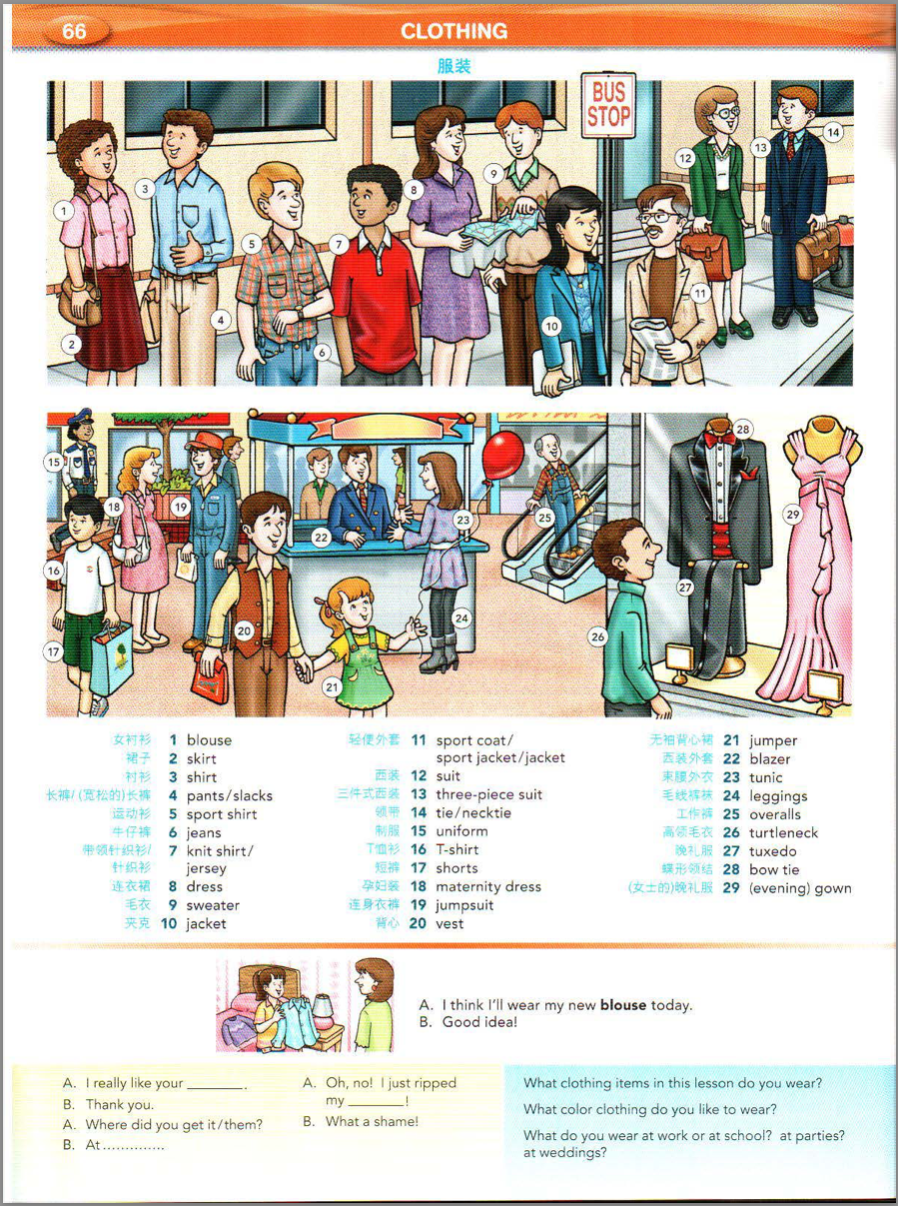 66
CLOTHING
服装
BUS
STOP
1
2
3
4
5
6
7
8
9
10
11
12
13
14
15
16
17
18
19
20
21
22
23
24
25
26
27
28
29
女衬衫 1 blouse
裙子 2 skirt
衬衫 3 shirt
长裤/(宽松的)长裤 4 pants/slacks
运动衫 5 sport shirt
牛仔裤 6 jeans
带领针织衫/ 7 knit shirt/
针织衫 jersey
连衣裙 8 dress
毛衣 9 sweater
夹克 10 jacket
轻便外套 11 sport coat/
sport jacket/jacket
西装 12 suit
三件式西装 13 three-piece suit
领带 14 tie/necktie
制服 15 uniform
T恤衫 16 T-shirt
短裤 17 shorts
孕妇装 18 maternity dress
连身衣裤 19 jumpsuit
背心 20 vest
无袖背心裙 21 jumper
西装外套 22 blazer
束腰外衣 23 tunic
毛线裤袜 24 leggings
工作裤 25 overalls
高领毛衣 26 turtleneck
晚礼服 27 tuxedo
蝶形领结 28 bow tie
(女士的)晚礼服 29 (evening) gown
A. I think I'll wear my new blouse today.
B. Good idea!
A. I really like your ________.
B. Thank you.
A. Where did you get it/them?
B. At ..............
A. Oh, no! I just ripped
my ________!
B. What a shame!
What clothing items in this lesson do you wear?
What color clothing do you like to wear?
What do you wear at work or at school? at parties?
at weddings?